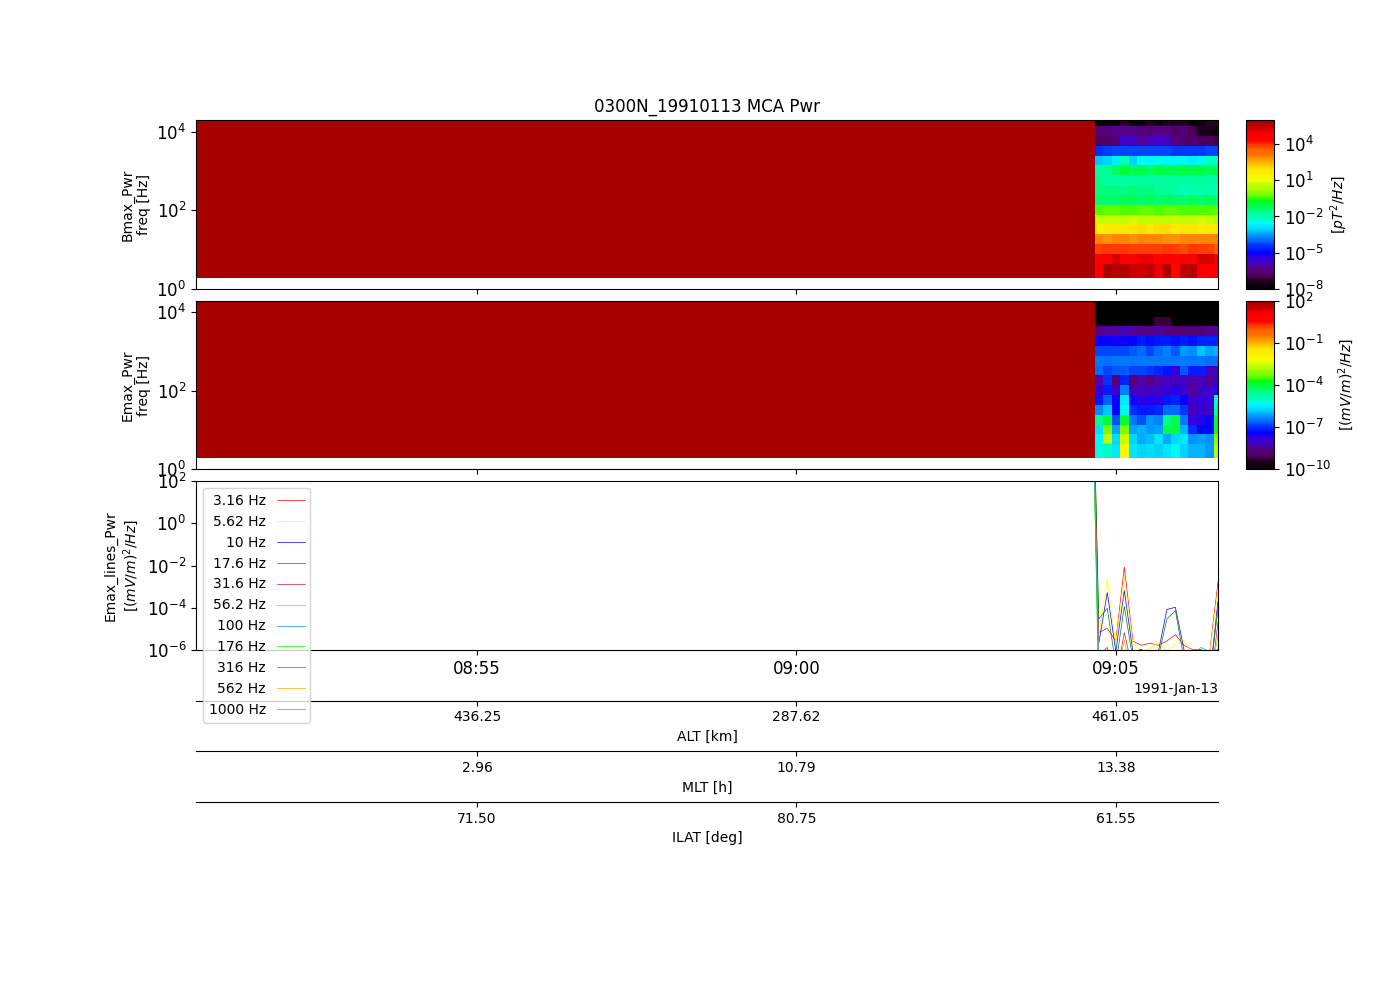 0300N_19910113 MCA Pwr
Bmax_Pwr
freq [Hz]
10^4
10^2
10^0
10^4
10^1
10^-2
10^-5
10^-8
[pT^2/Hz]
Emax_Pwr
freq [Hz]
10^4
10^2
10^0
10^2
10^-1
10^-4
10^-7
10^-10
[(mV/m)^2/Hz]
Emax_lines_Pwr
[(mV/m)^2/Hz]
10^2
10^0
10^-2
10^-4
10^-6
3.16 Hz
5.62 Hz
10 Hz
17.6 Hz
31.6 Hz
56.2 Hz
100 Hz
176 Hz
316 Hz
562 Hz
1000 Hz
08:55 09:00 09:05
1991-Jan-13
436.25 287.62 461.05
ALT [km]
2.96 10.79 13.38
MLT [h]
71.50 80.75 61.55
ILAT [deg]